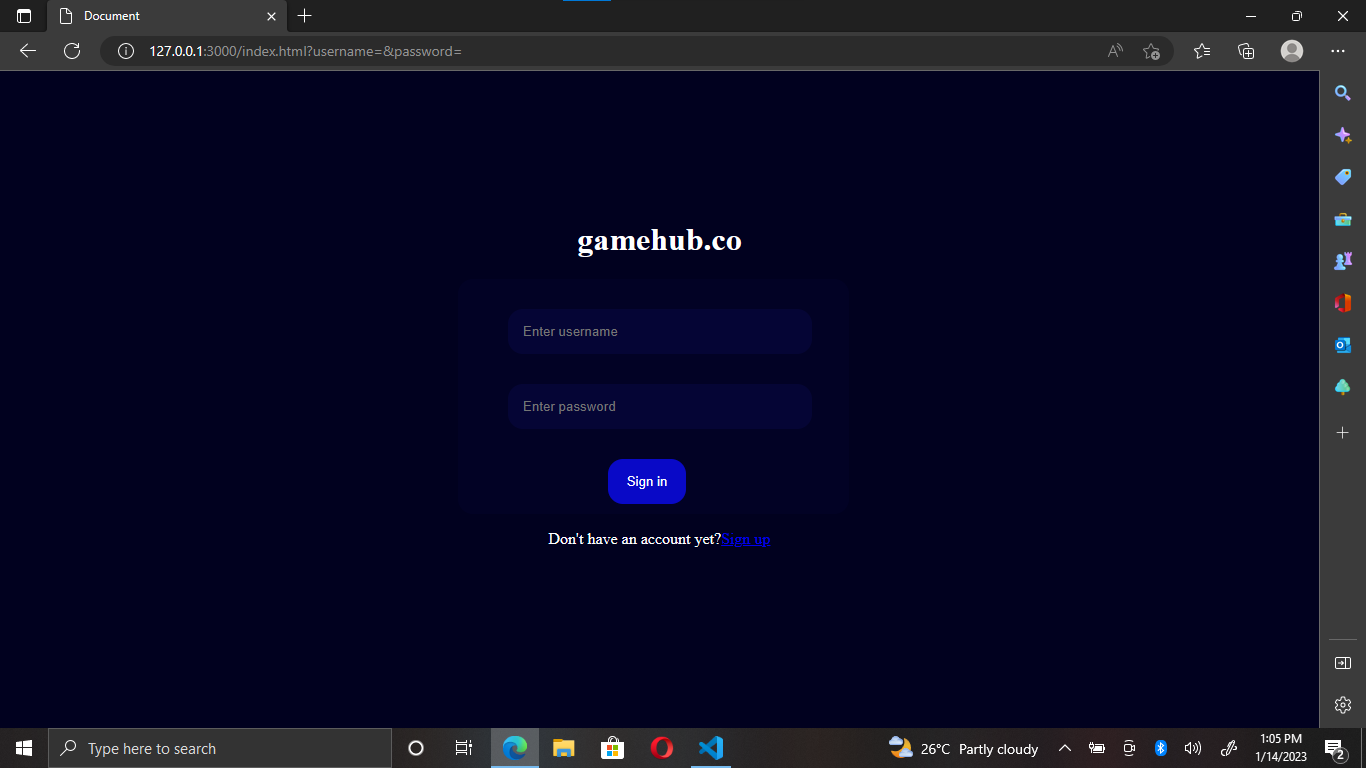 Document
127.0.0.1:3000/index.html?username=&password=
gamehub.co
Enter username
Enter password
Sign in
Don't have an account yet?Sign up
Type here to search
26°C Partly cloudy
1:05 PM
1/14/2023
2